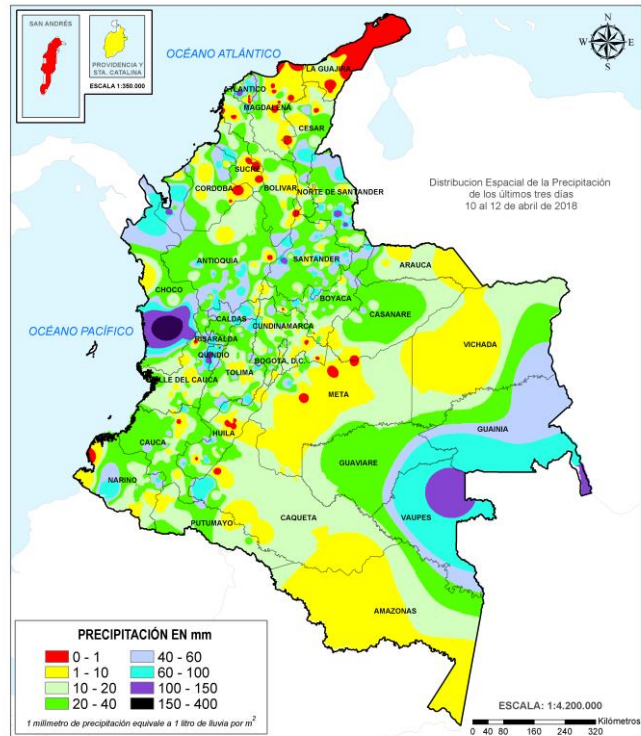 SAN ANDRÉS
PROVIDENCIA Y
STA. CATALINA
ESCALA 1:350.000
OCÉANO ATLÁNTICO
N
W
E
S
LA GUAJIRA
ATLANTICO
MAGDALENA
CESAR
SUCRE
CORDOBA
BOLIVAR
NORTE DE SANTANDER
Distribucion Espacial de la Precipitación
de los últimos tres días
10 al 12 de abril de 2018
ANTIOQUIA
SANTANDER
ARAUCA
CHOCO
BOYACA
CASANARE
OCÉANO PACÍFICO
CALDAS
CUNDINAMARCA
RISARALDA
VICHADA
QUINDIO
BOGOTA, D.C.
TOLIMA
VALLE DEL CAUCA
META
GUAINIA
HUILA
CAUCA
GUAVIARE
NARIÑO
VAUPES
CAQUETA
PUTUMAYO
AMAZONAS
PRECIPITACIÓN EN mm
0 - 1
40 - 60
1 - 10
60 - 100
10 - 20
100 - 150
20 - 40
150 - 400
1 milimetro de precipitación equivale a 1 litro de lluvia por m²
ESCALA: 1:4.200.000
Kilómetros
0 40 80 160 240 320